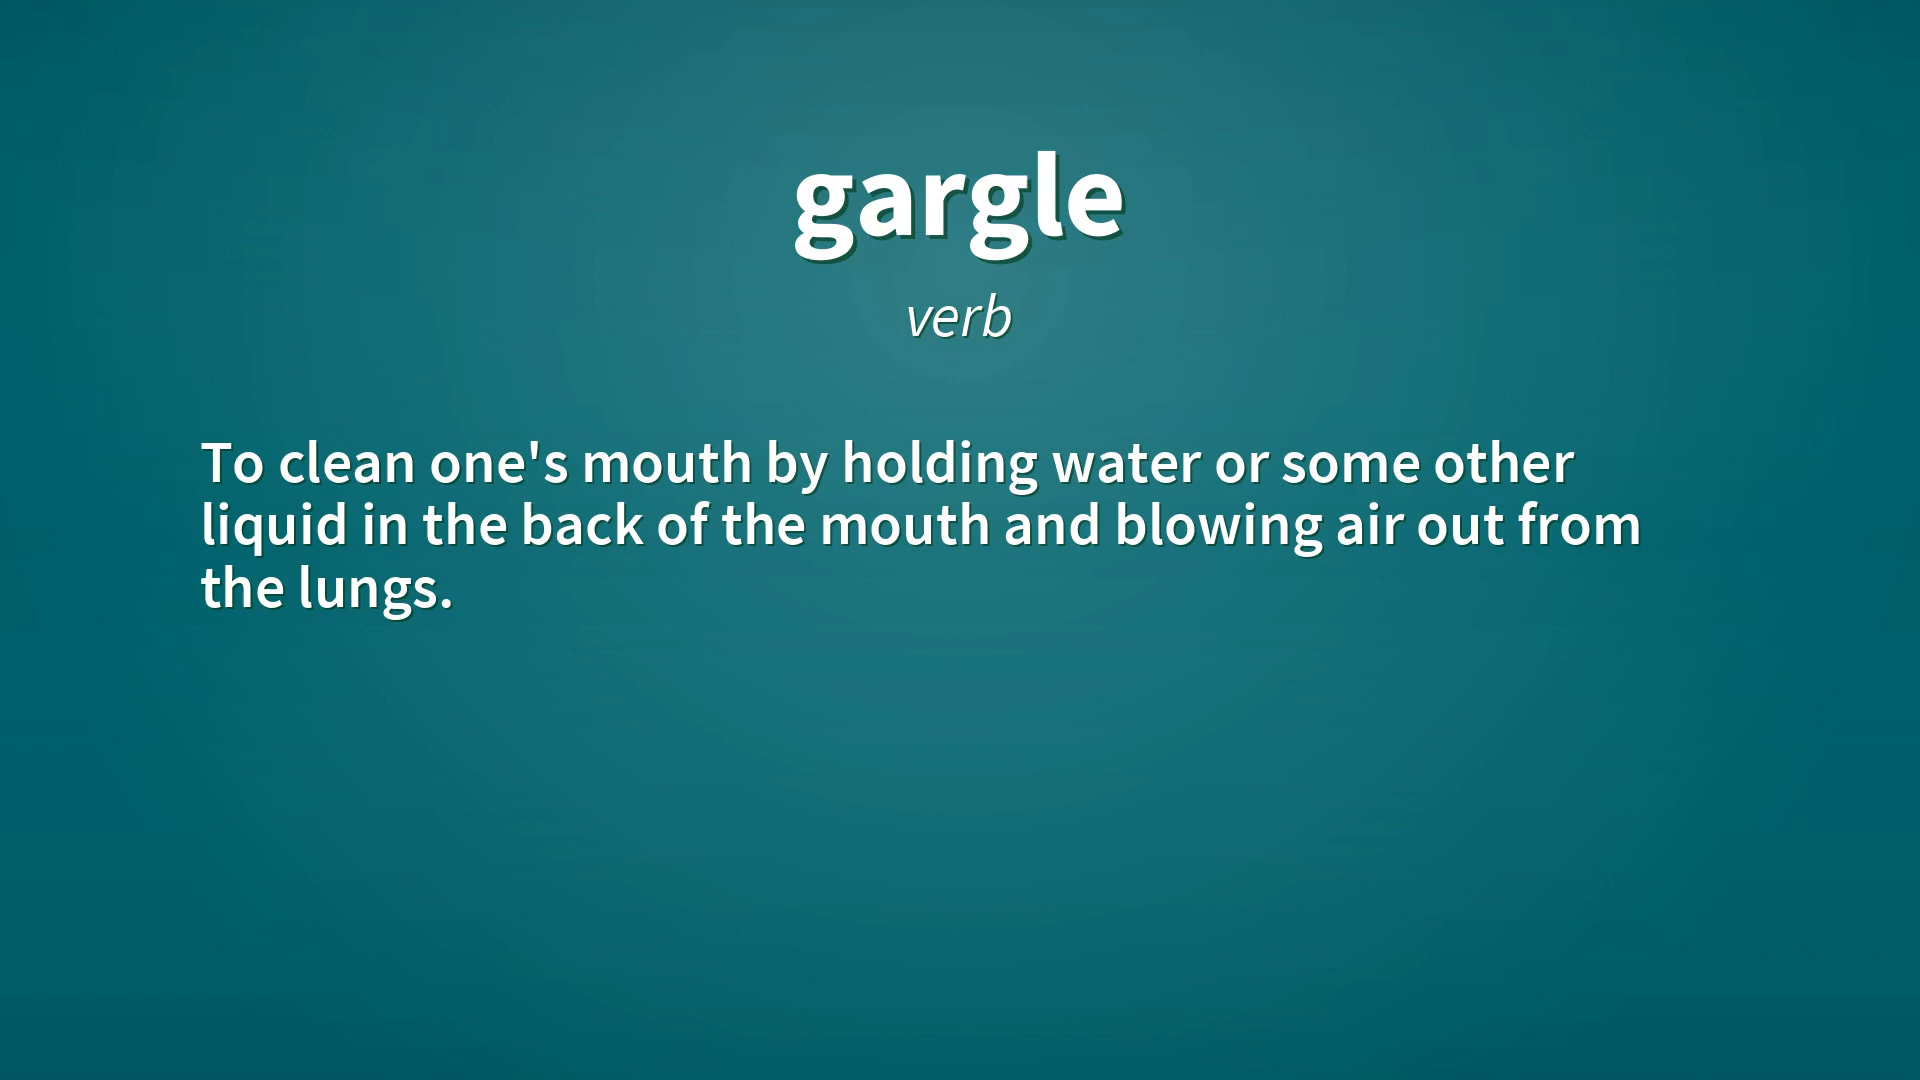 gargle
verb
To clean one's mouth by holding water or some other
liquid in the back of the mouth and blowing air out from
the lungs.